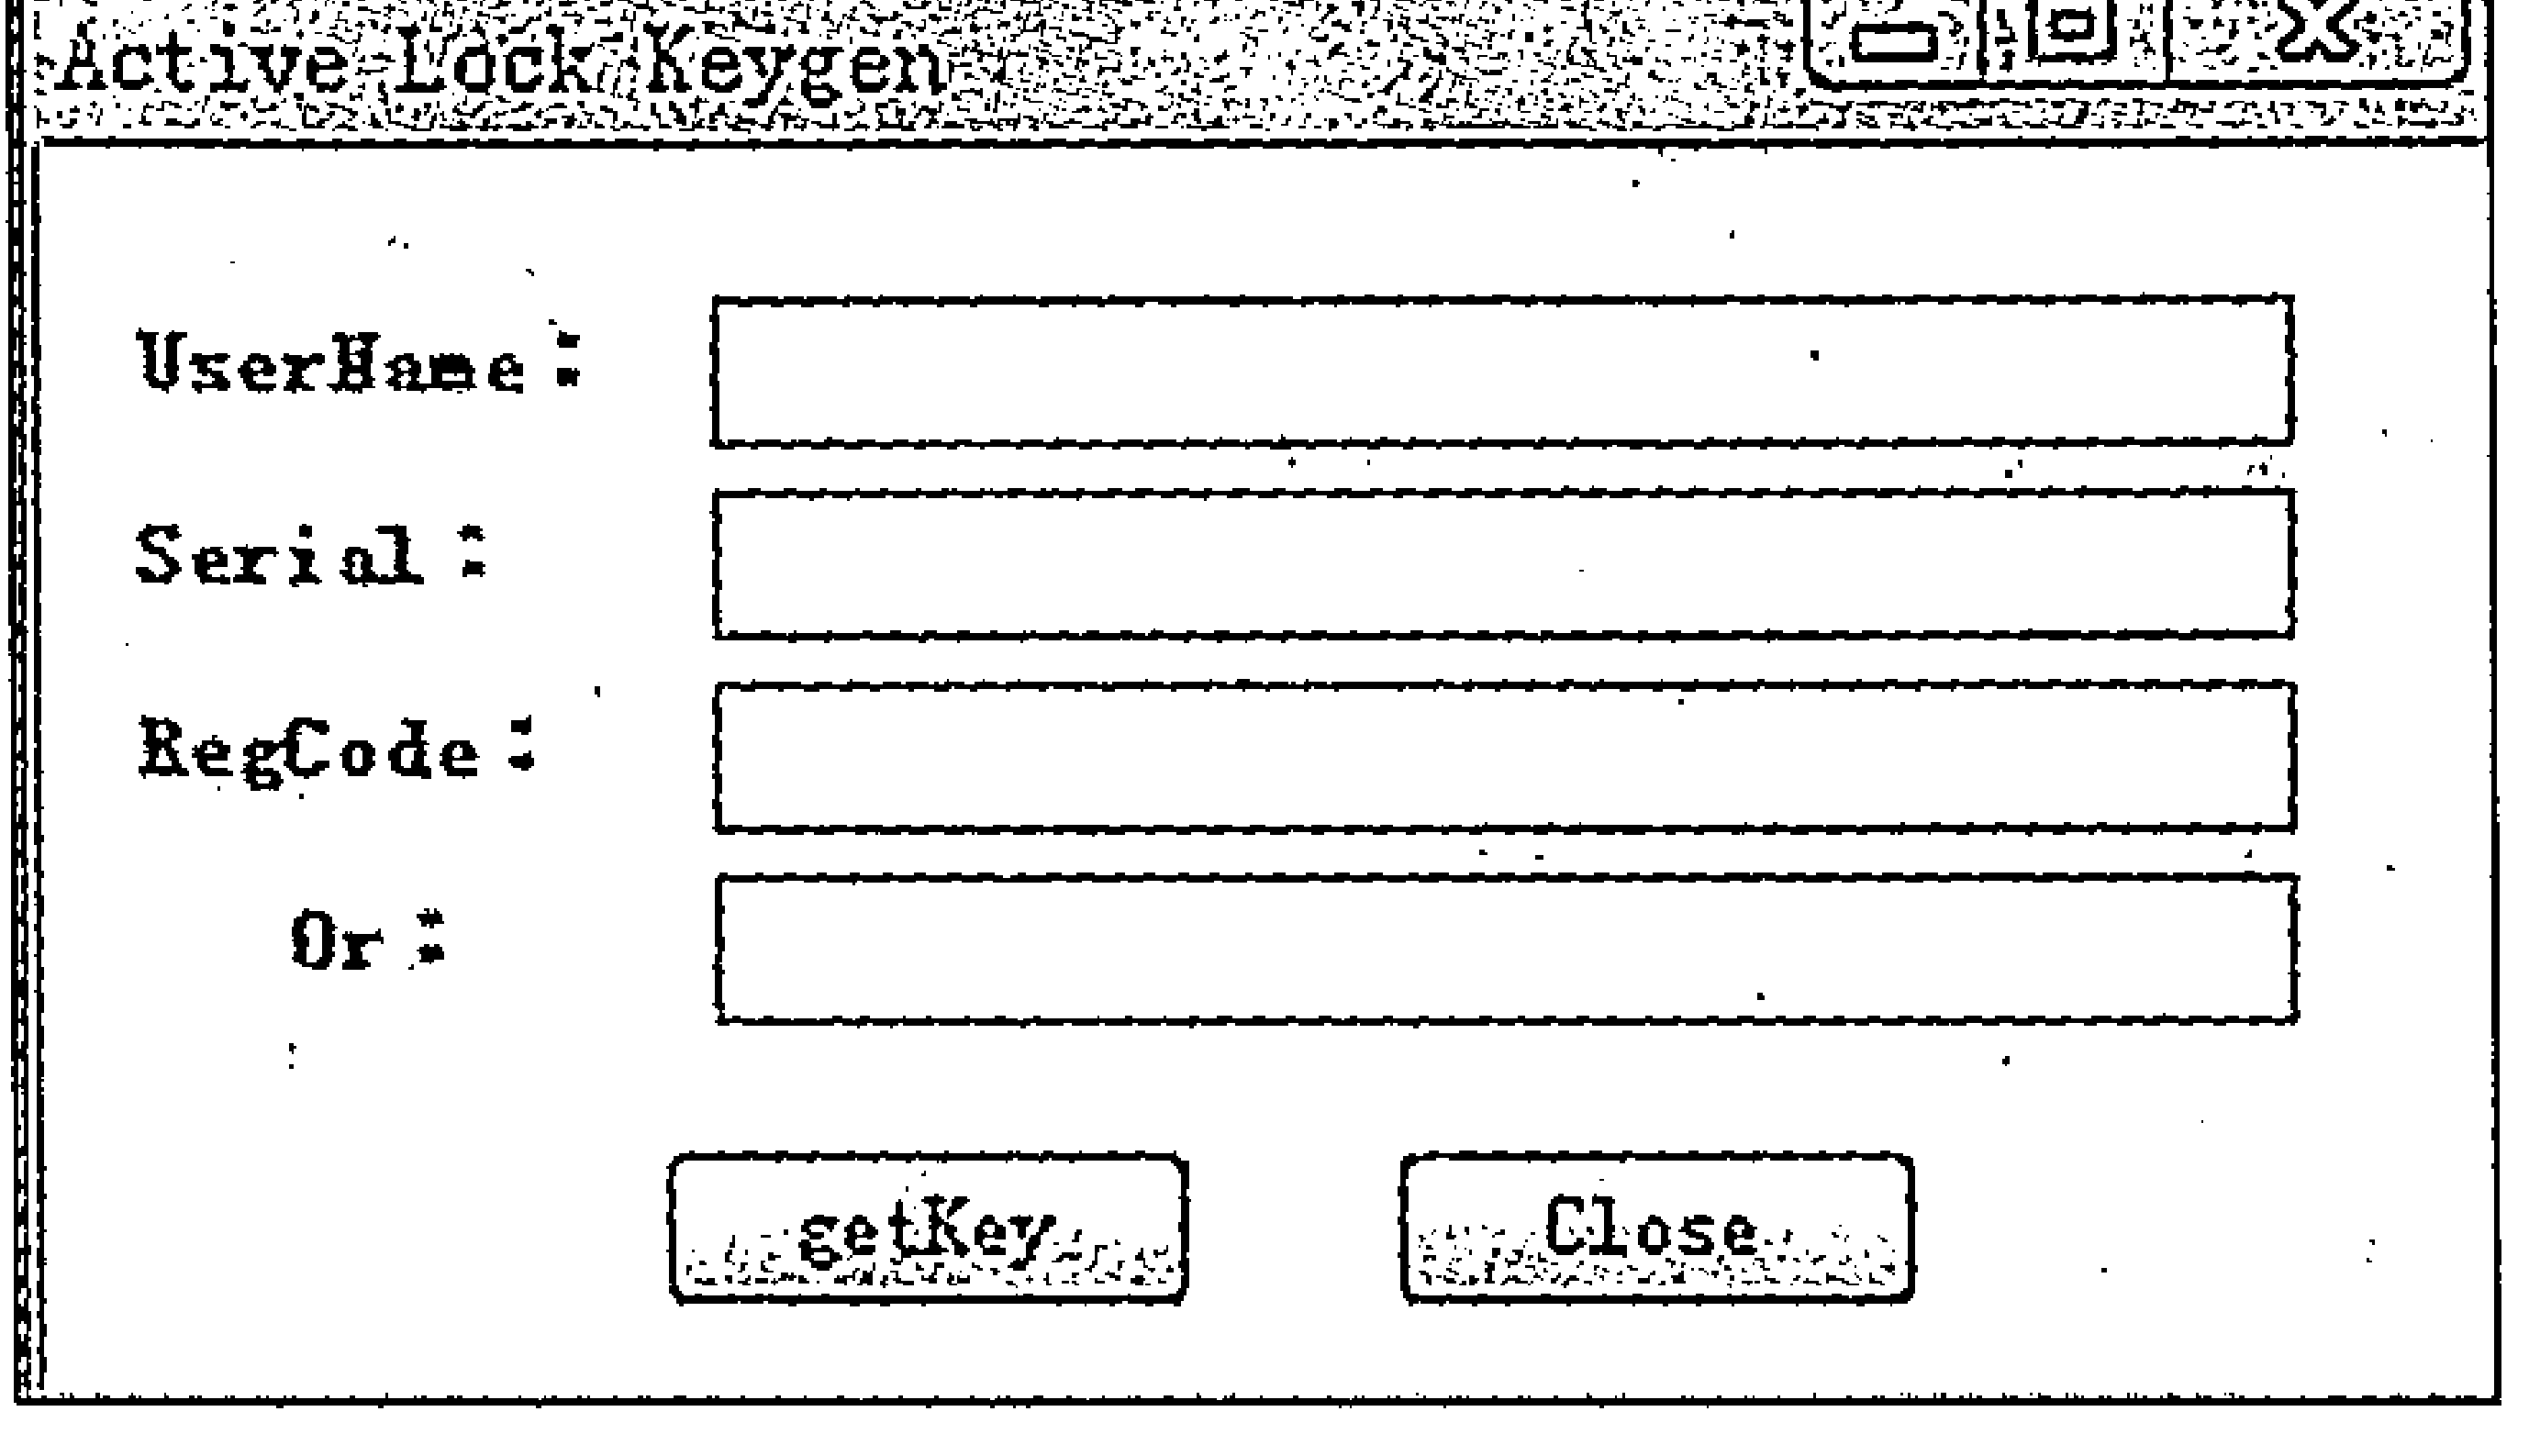 Active Lock Keygen
UserName:
Serial:
RegCode:
Or:
getKey
Close